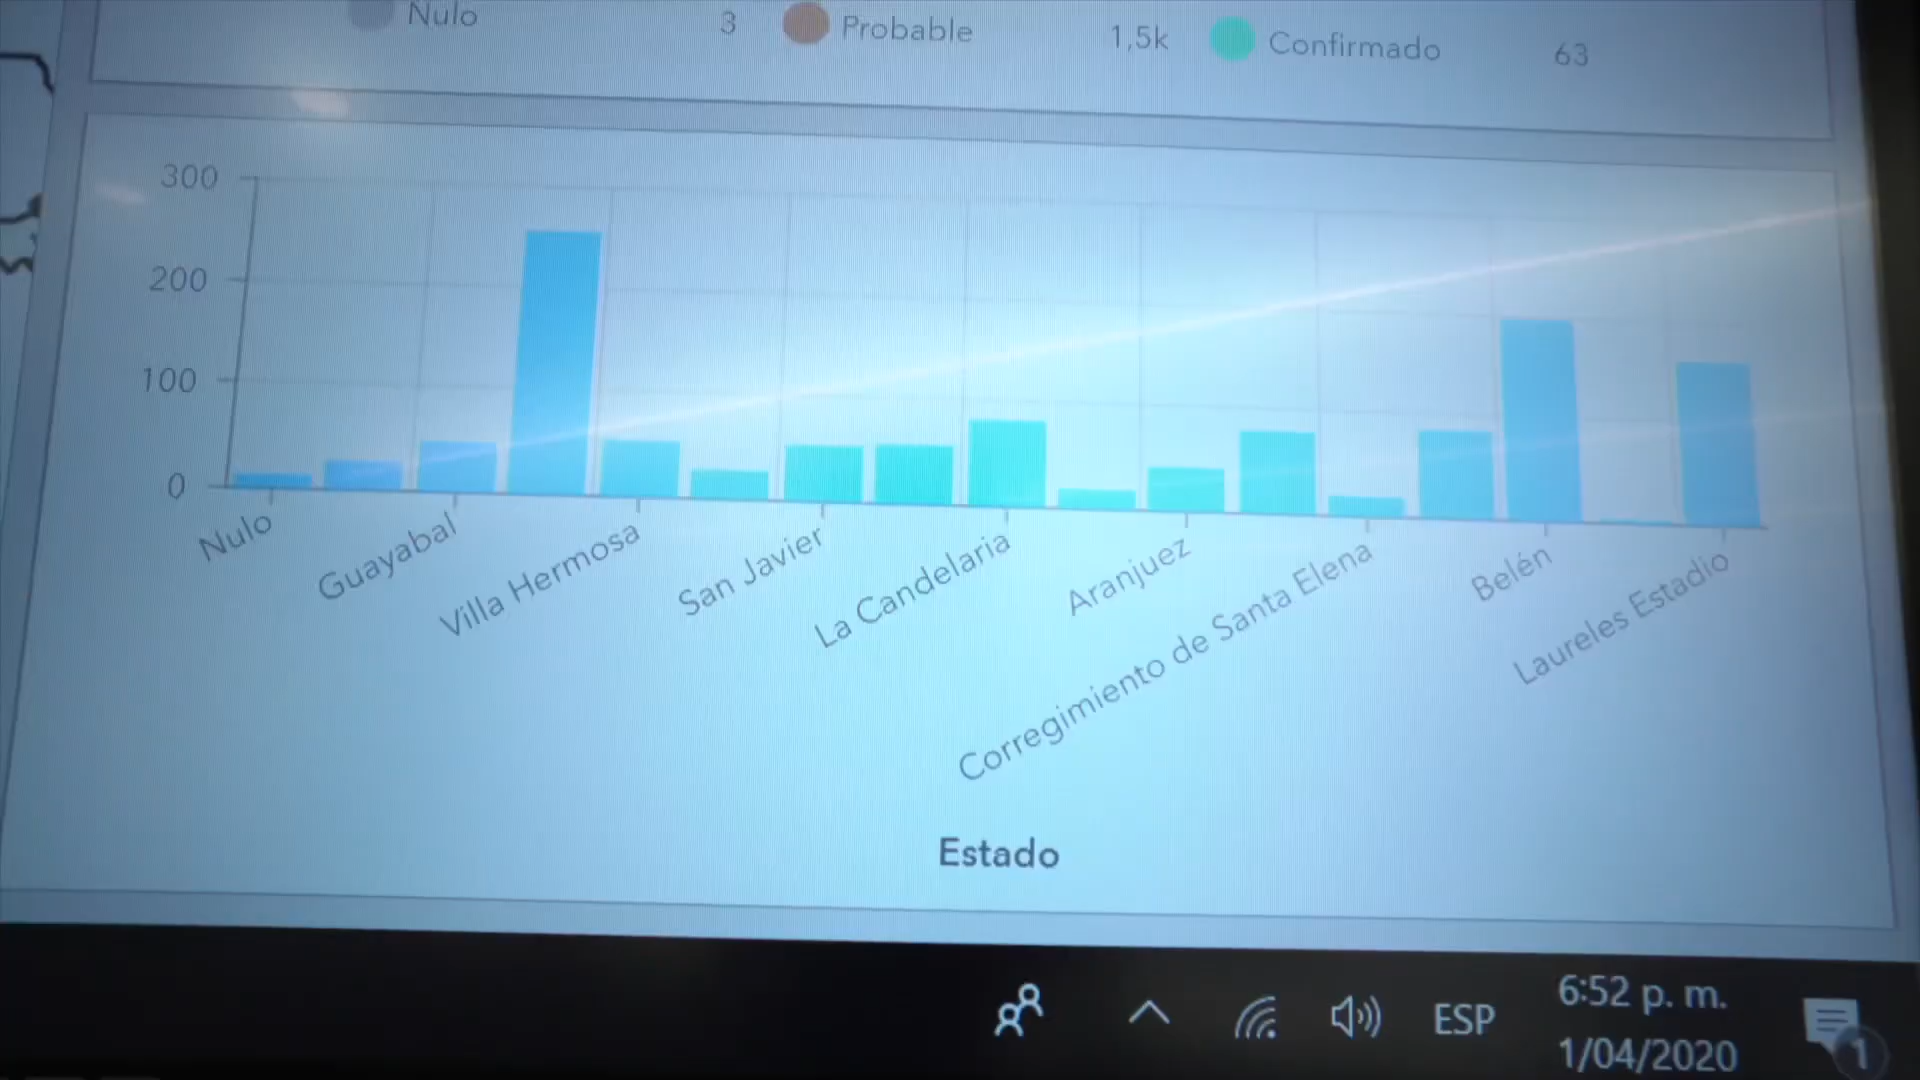 Nulo 3 Probable 1,5k Confirmado 63
300
200
100
0
Nulo
Guayabal
Villa Hermosa
San Javier
La Candelaria
Aranjuez
Corregimiento de Santa Elena
Belén
Laureles Estadio
Estado
ESP
6:52 p. m.
1/04/2020
1